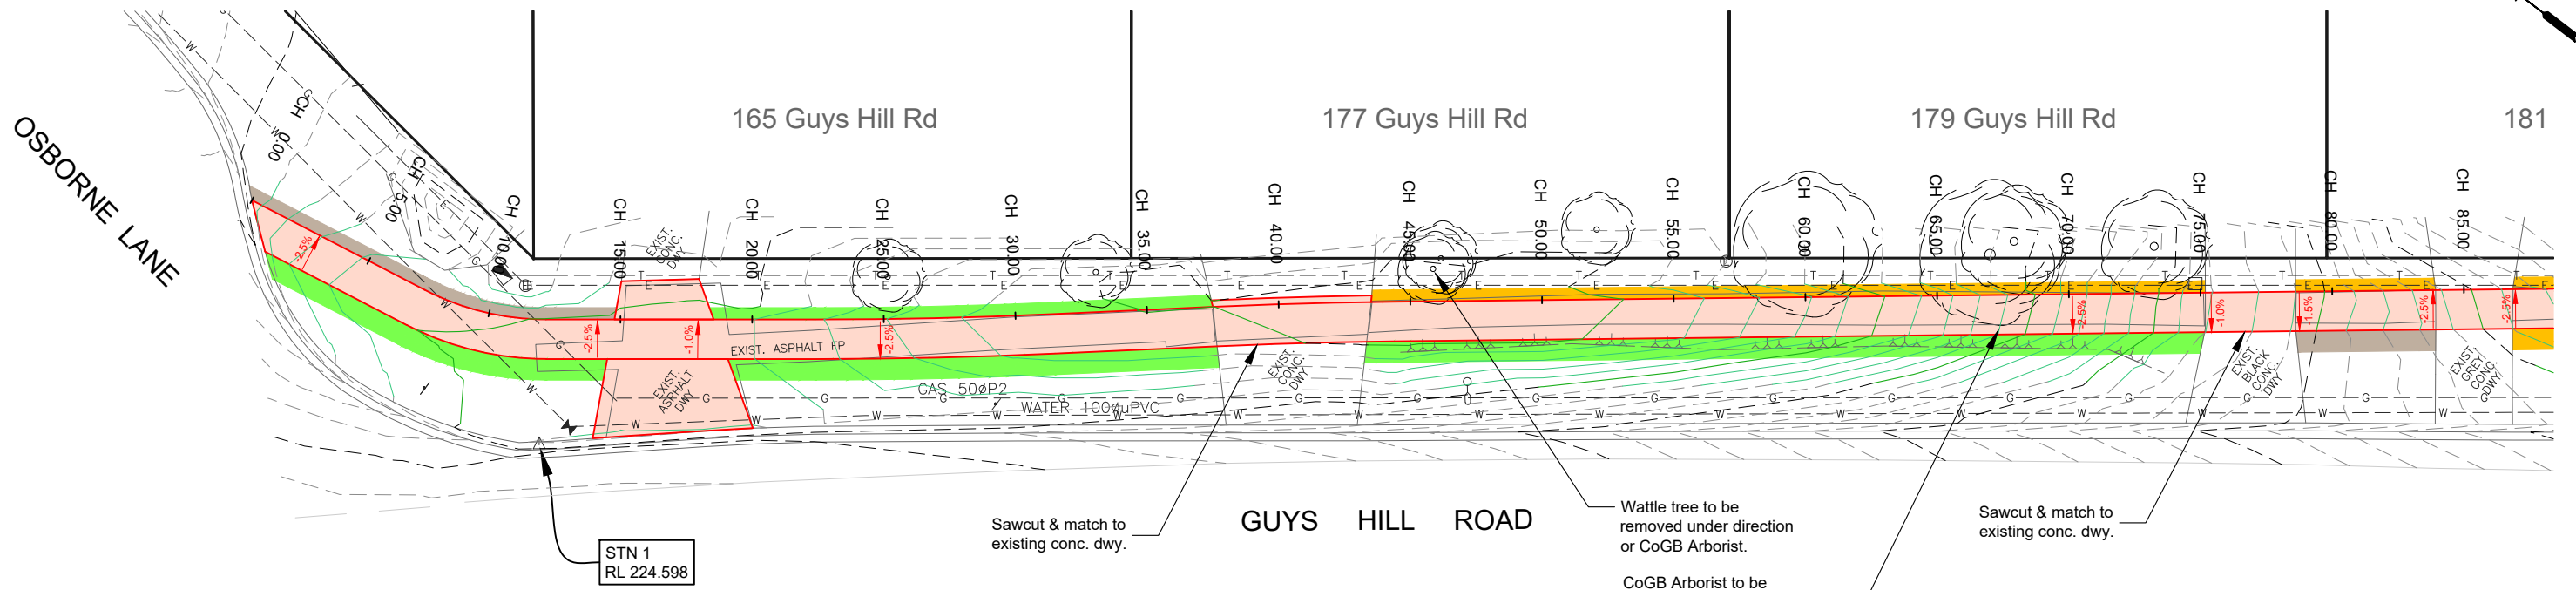 165 Guys Hill Rd
177 Guys Hill Rd
179 Guys Hill Rd
181
OSBORNE LANE
CH 0.00
CH 5.00
CH 10.00
CH 15.00
CH 20.00
CH 25.00
CH 30.00
CH 35.00
CH 40.00
CH 45.00
CH 50.00
CH 55.00
CH 60.00
CH 65.00
CH 70.00
CH 75.00
CH 80.00
CH 85.00
EXIST.
CONC.
DWY
-2.5%
-2.5%
-1.0%
-2.5%
-2.5%
-1.0%
-1.5%
-2.5%
-2.5%
EXIST. ASPHALT FP
EXIST.
ASPHALT
DWY
EXIST.
CONC.
DWY
EXIST.
BLACK
CONC.
DWY
EXIST.
GREY
CONC.
DWY
GAS 50øP2
WATER 100øuPVC
GUYS HILL ROAD
STN 1
RL 224.598
Sawcut & match to
existing conc. dwy.
Wattle tree to be
removed under direction
or CoGB Arborist.
CoGB Arborist to be
Sawcut & match to
existing conc. dwy.